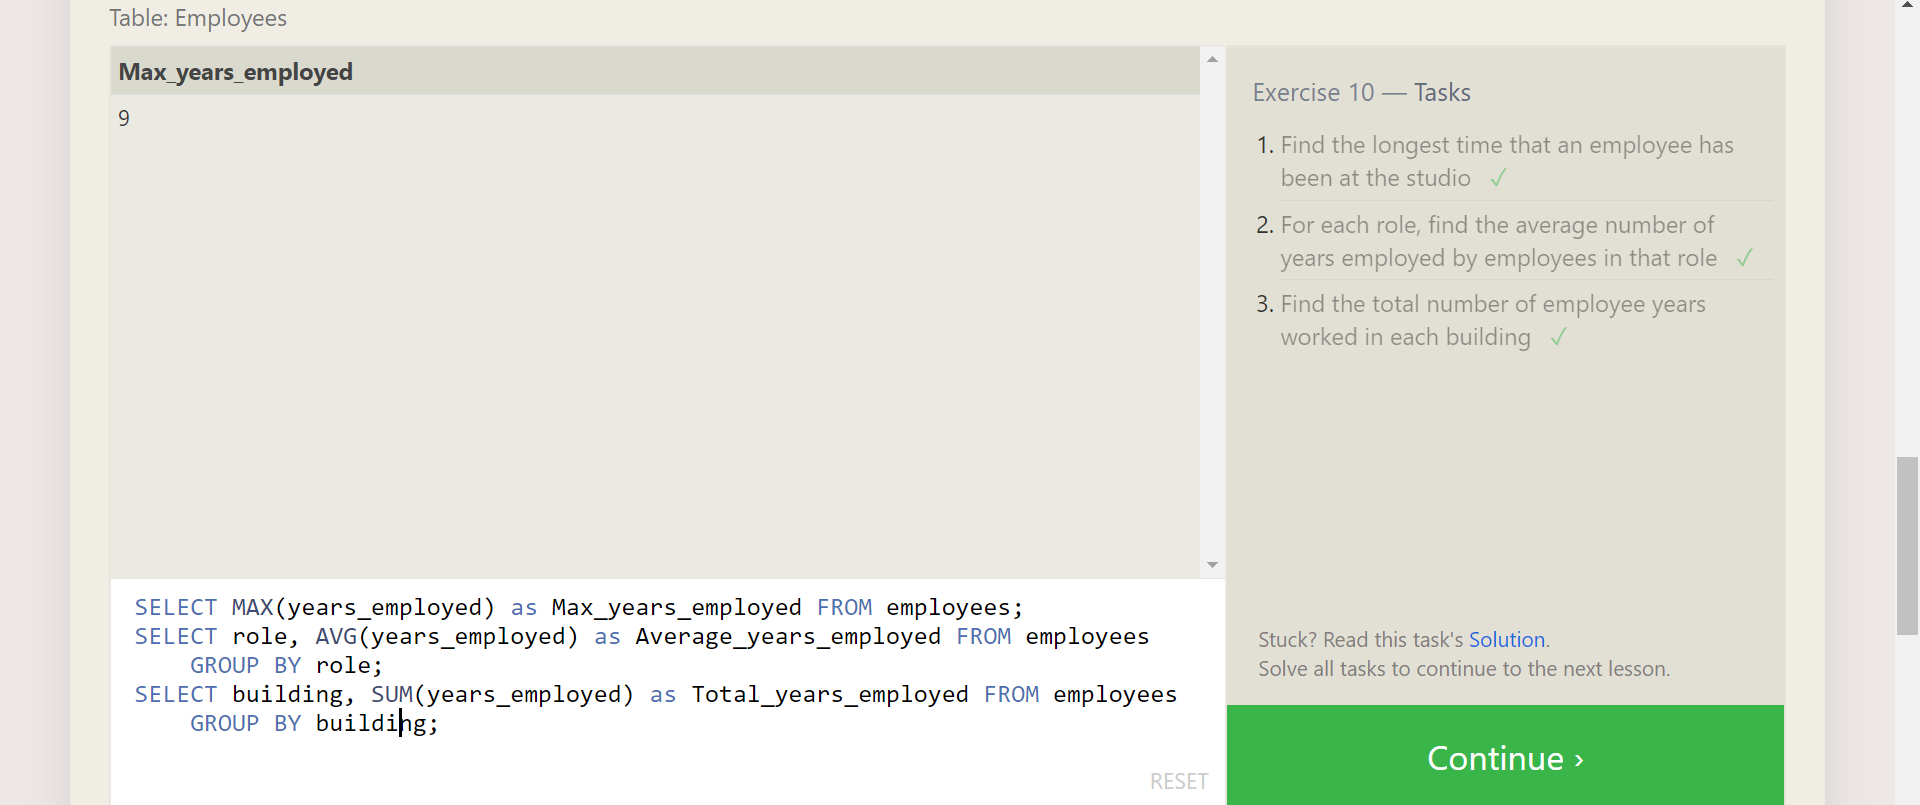 Table: Employees
Max_years_employed
9
Exercise 10 — Tasks
1. Find the longest time that an employee has
been at the studio ✓
2. For each role, find the average number of
years employed by employees in that role ✓
3. Find the total number of employee years
worked in each building ✓
SELECT MAX(years_employed) as Max_years_employed FROM employees;
SELECT role, AVG(years_employed) as Average_years_employed FROM employees
GROUP BY role;
SELECT building, SUM(years_employed) as Total_years_employed FROM employees
GROUP BY building;
RESET
Stuck? Read this task's Solution.
Solve all tasks to continue to the next lesson.
Continue ›